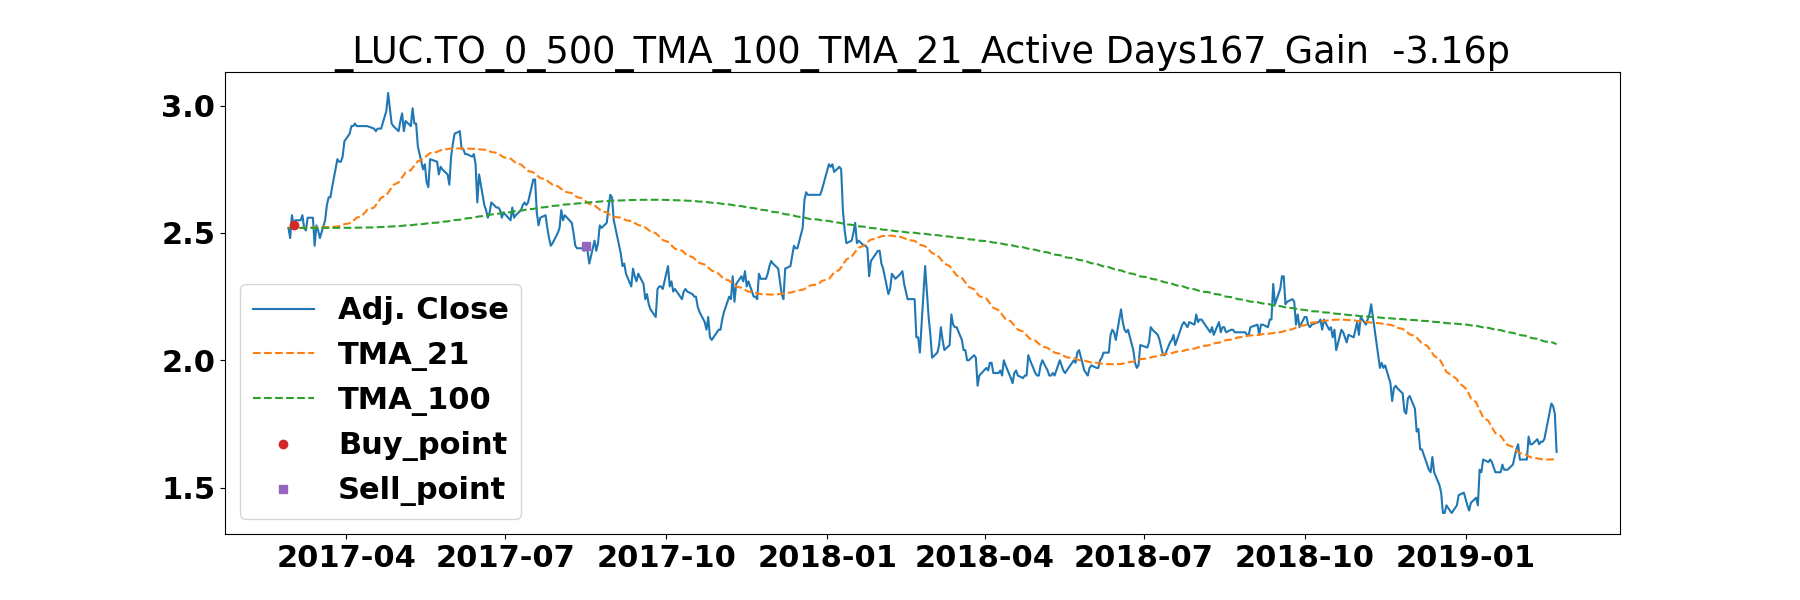 _LUC.TO_0_500_TMA_100_TMA_21_Active Days167_Gain  -3.16p
3.0
2.5
2.0
1.5
Adj. Close
TMA_21
TMA_100
Buy_point
Sell_point
2017-04 2017-07 2017-10 2018-01 2018-04 2018-07 2018-10 2019-01